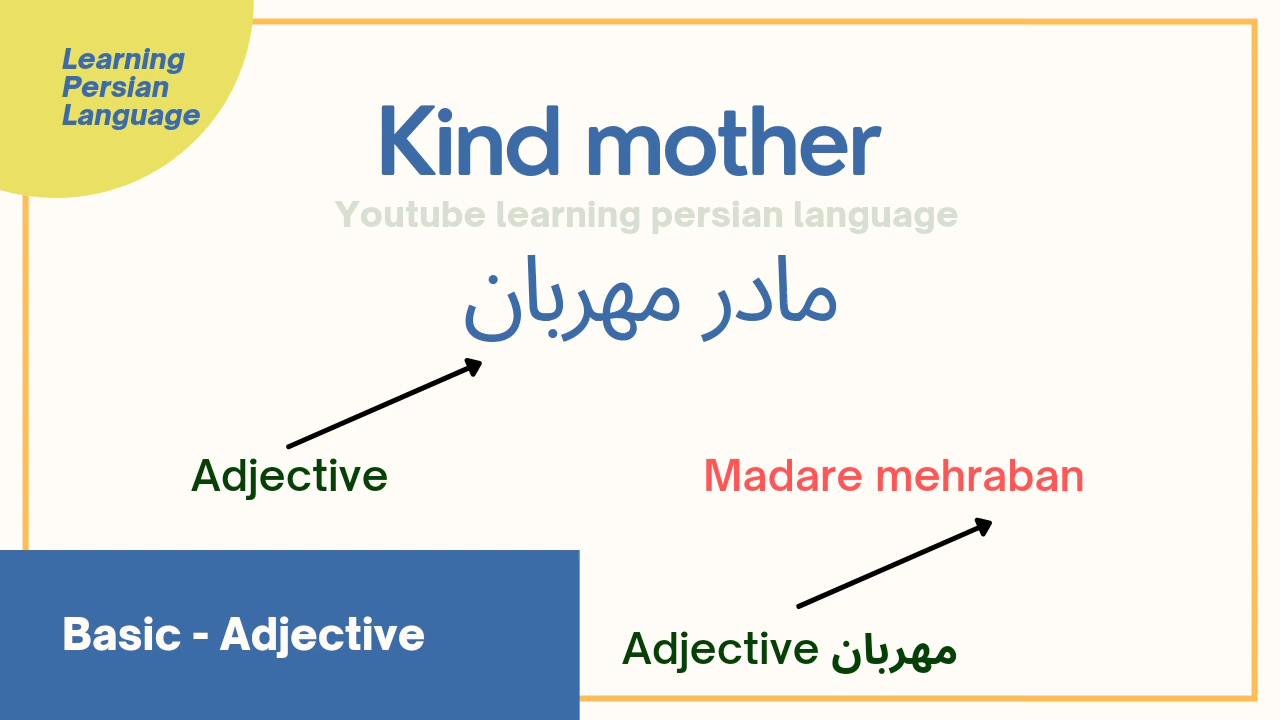 Learning
Persian
Language
Kind mother
Youtube learning persian language
مادر مهربان
Adjective
Madare mehraban
Basic - Adjective
Adjective مهربان